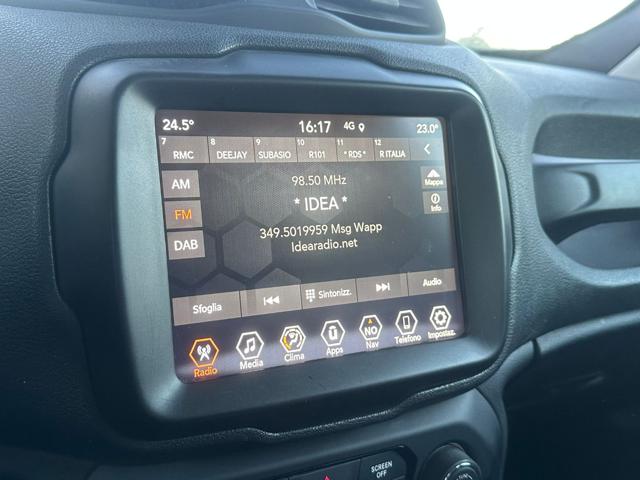 24.5° 16:17 4G 23.0°
7 8 9 10 11 12
RMC DEEJAY SUBASIO R101 *RDS* R ITALIA
AM 98.50 MHz Mappa
FM * IDEA * Info
349.5019959 Msg Wapp
DAB Idearadio.net
Sfoglia Sintonizz. Audio
NO
Radio Media Clima Apps Nav Telefono Impostaz.
SCREEN
OFF